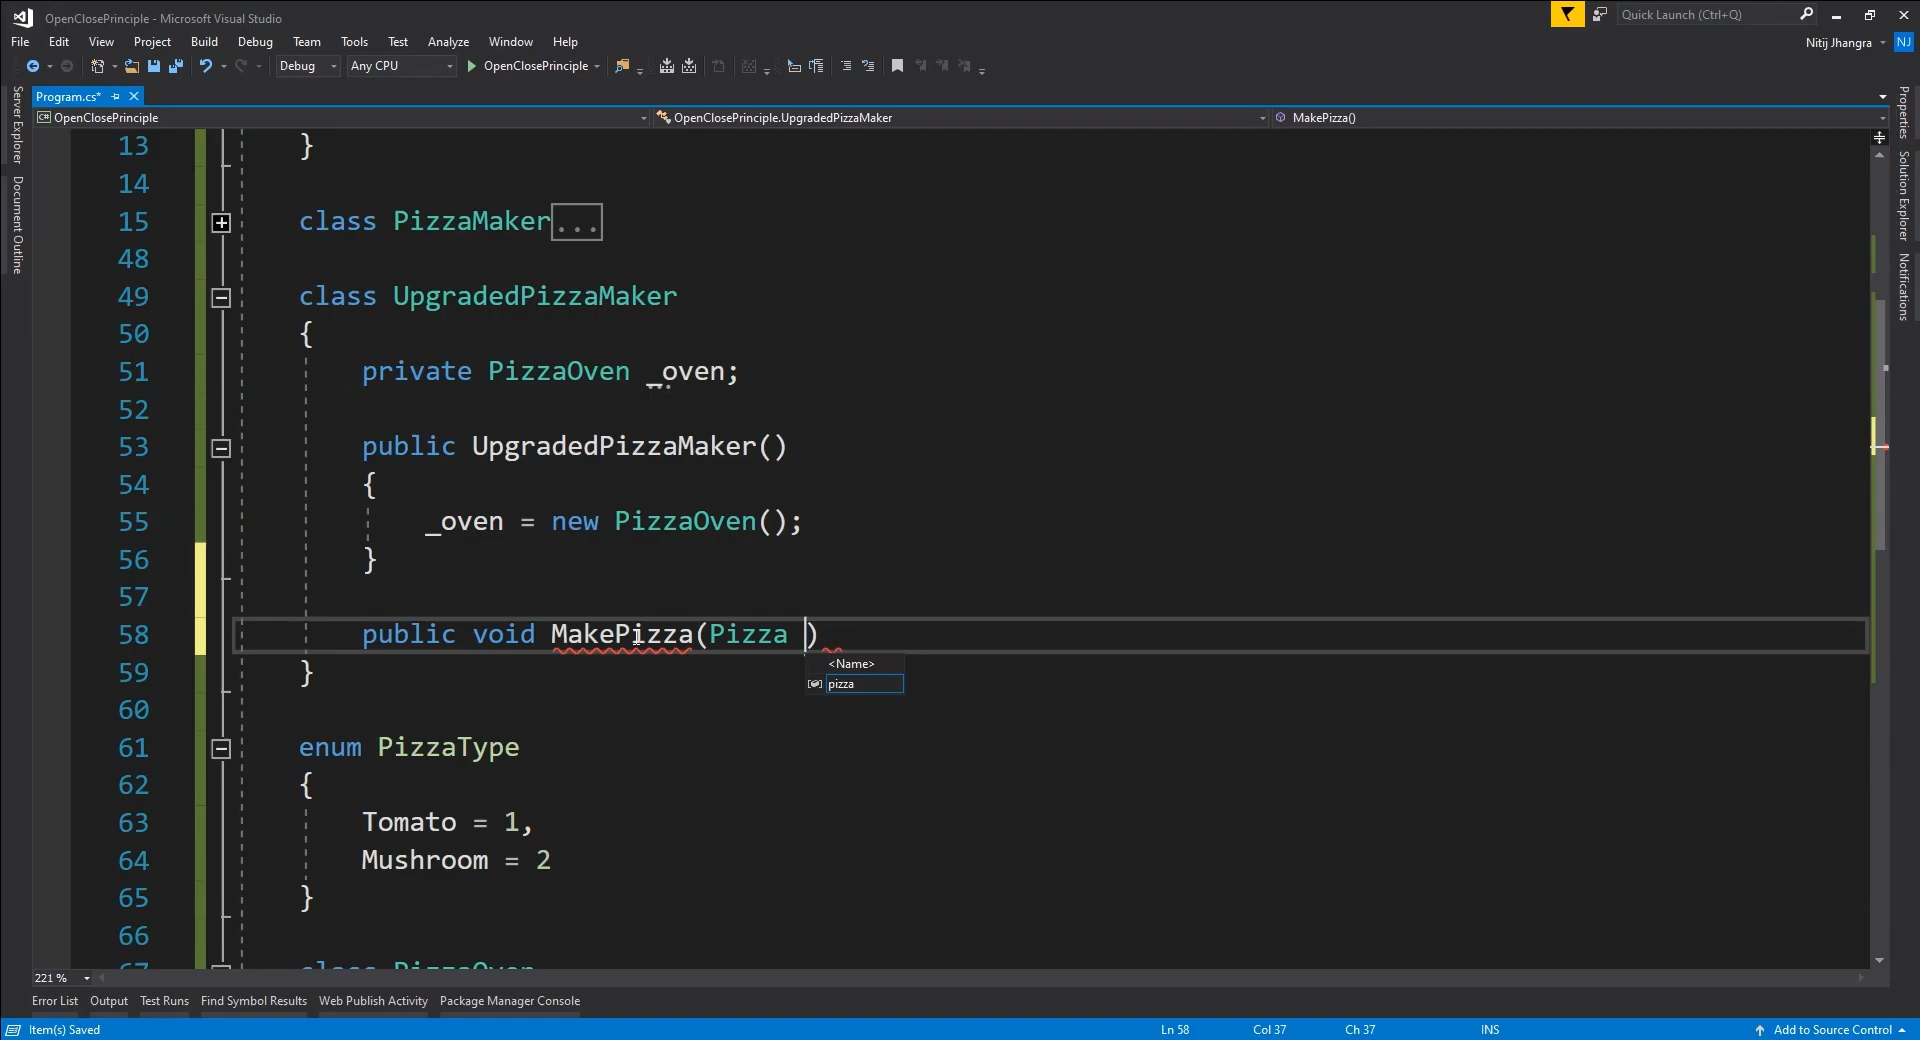 OpenClosePrinciple - Microsoft Visual Studio
Quick Launch (Ctrl+Q)
File Edit View Project Build Debug Team Tools Test Analyze Window Help
Nitij Jhangra NJ
Debug Any CPU OpenClosePrinciple
Program.cs*
OpenClosePrinciple OpenClosePrinciple.UpgradedPizzaMaker MakePizza()
Server Explorer
Document Outline
Properties
Solution Explorer
Notifications
13 }
14
15 class PizzaMaker...
48
49 class UpgradedPizzaMaker
50 {
51 private PizzaOven _oven;
52
53 public UpgradedPizzaMaker()
54 {
55 _oven = new PizzaOven();
56 }
57
58 public void MakePizza(Pizza )
<Name>
pizza
59 }
60
61 enum PizzaType
62 {
63 Tomato = 1,
64 Mushroom = 2
65 }
66
67 class PizzaOven
221 %
Error List Output Test Runs Find Symbol Results Web Publish Activity Package Manager Console
Item(s) Saved Ln 58 Col 37 Ch 37 INS Add to Source Control